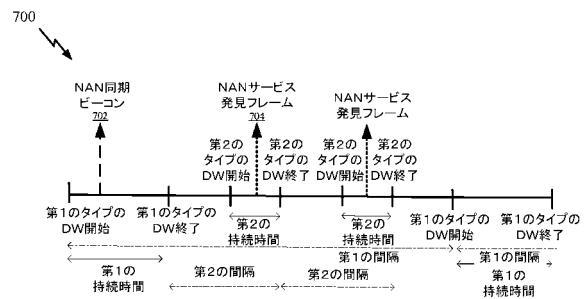 700
NAN同期
ビーコン
702
NANサービス
発見フレーム
704
NANサービス
発見フレーム
第2の
タイプの
DW開始
第2の
タイプの
DW終了
第2の
タイプの
DW開始
第2の
タイプの
DW終了
第1のタイプの
DW開始
第1のタイプの
DW終了
第2の
持続時間
第2の
持続時間
第1のタイプの
DW開始
第1のタイプの
DW終了
第1の間隔
第1の間隔
第1の
持続時間
第2の間隔
第2の間隔
第1の
持続時間